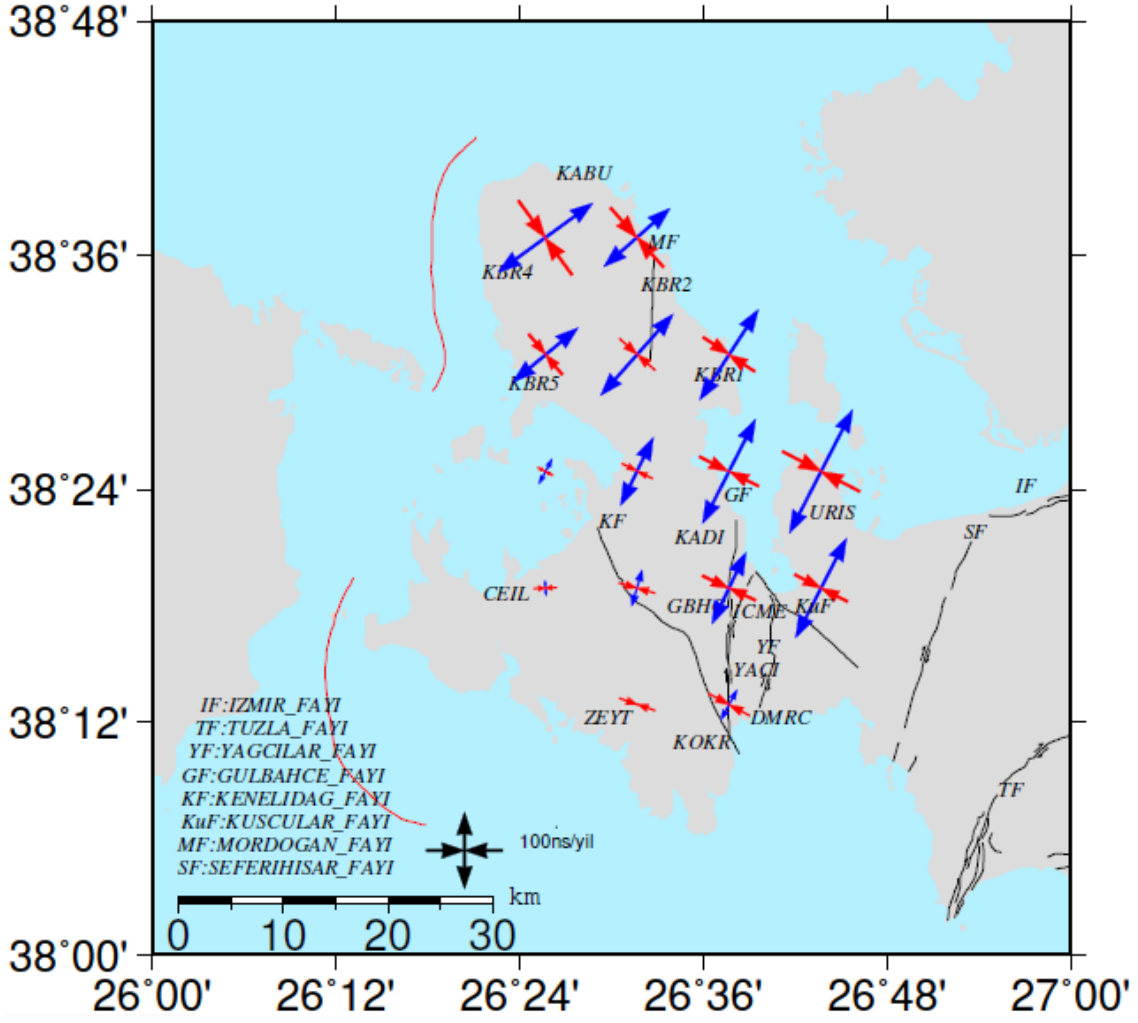 38°48'
KABU
38°36'
MF
KBR4
KBR2
KBR5
KBR1
38°24'
GF
IF
KF
KADI
URIS
SF
CEIL
GBHC
ICME
KuF
YF
YACI
38°12'
ZEYT
DMRC
KOKR
TF
IF:IZMIR_FAYI
TF:TUZLA_FAYI
YF:YAGCILAR_FAYI
GF:GULBAHCE_FAYI
KF:KENELIDAG_FAYI
KuF:KUSCULAR_FAYI
MF:MORDOGAN_FAYI
SF:SEFERIHISAR_FAYI
100ns/yil
km
0 10 20 30
38°00'
26°00' 26°12' 26°24' 26°36' 26°48' 27°00'